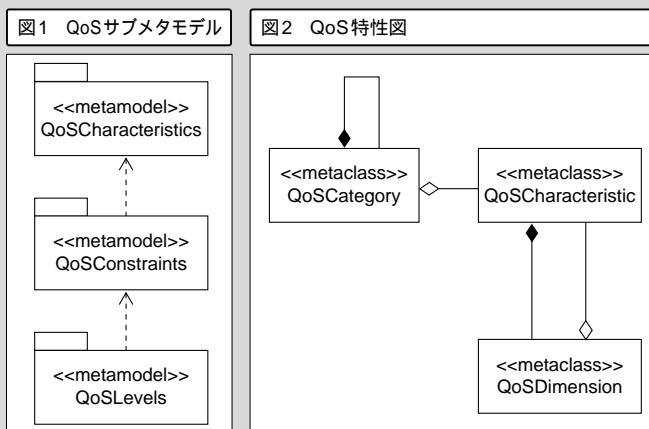 図1 QoSサブメタモデル
図2 QoS特性図
<<metamodel>>
QoSCharacteristics
<<metamodel>>
QoSConstraints
<<metamodel>>
QoSLevels
<<metaclass>>
QoSCategory
<<metaclass>>
QoSCharacteristic
<<metaclass>>
QoSDimension